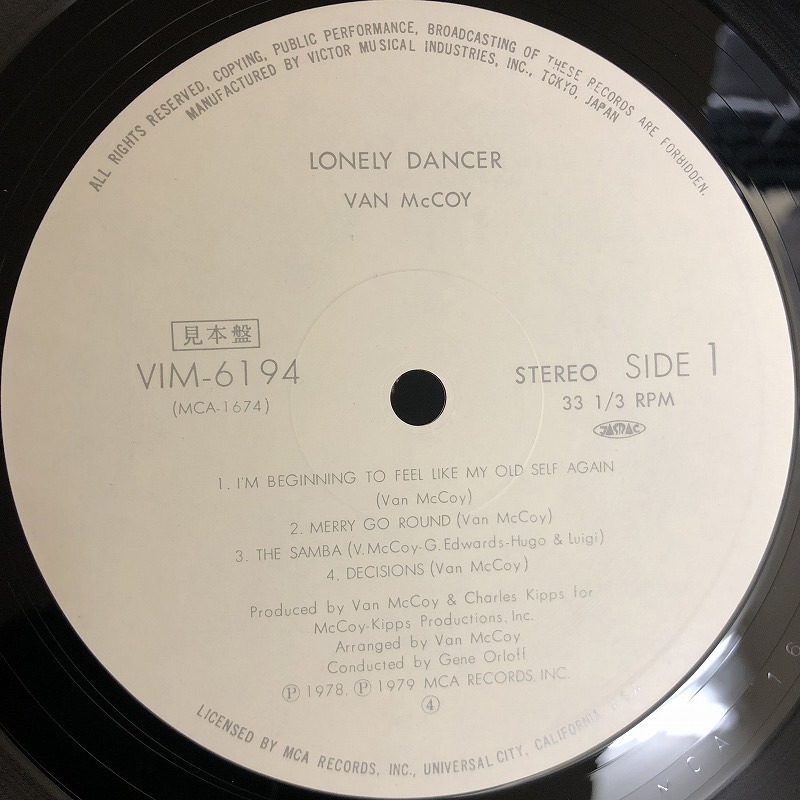 ALL RIGHTS RESERVED, COPYING, PUBLIC PERFORMANCE, BROADCASTING OF THESE RECORDS ARE FORBIDDEN.
MANUFACTURED BY VICTOR MUSICAL INDUSTRIES, INC., TOKYO, JAPAN
LONELY DANCER
VAN McCOY
見本盤
VIM-6194
(MCA-1674)
STEREO SIDE 1
33 1/3 RPM
JASRAC
1. I'M BEGINNING TO FEEL LIKE MY OLD SELF AGAIN
(Van McCoy)
2. MERRY GO ROUND (Van McCoy)
3. THE SAMBA (V. McCoy-G. Edwards-Hugo & Luigi)
4. DECISIONS (Van McCoy)
Produced by Van McCoy & Charles Kipps for
McCoy-Kipps Productions, Inc.
Arranged by Van McCoy
Conducted by Gene Orloff
Ⓟ 1978, Ⓟ 1979 MCA RECORDS, INC.
④
LICENSED BY MCA RECORDS, INC., UNIVERSAL CITY, CALIFORNIA,
MCA 16